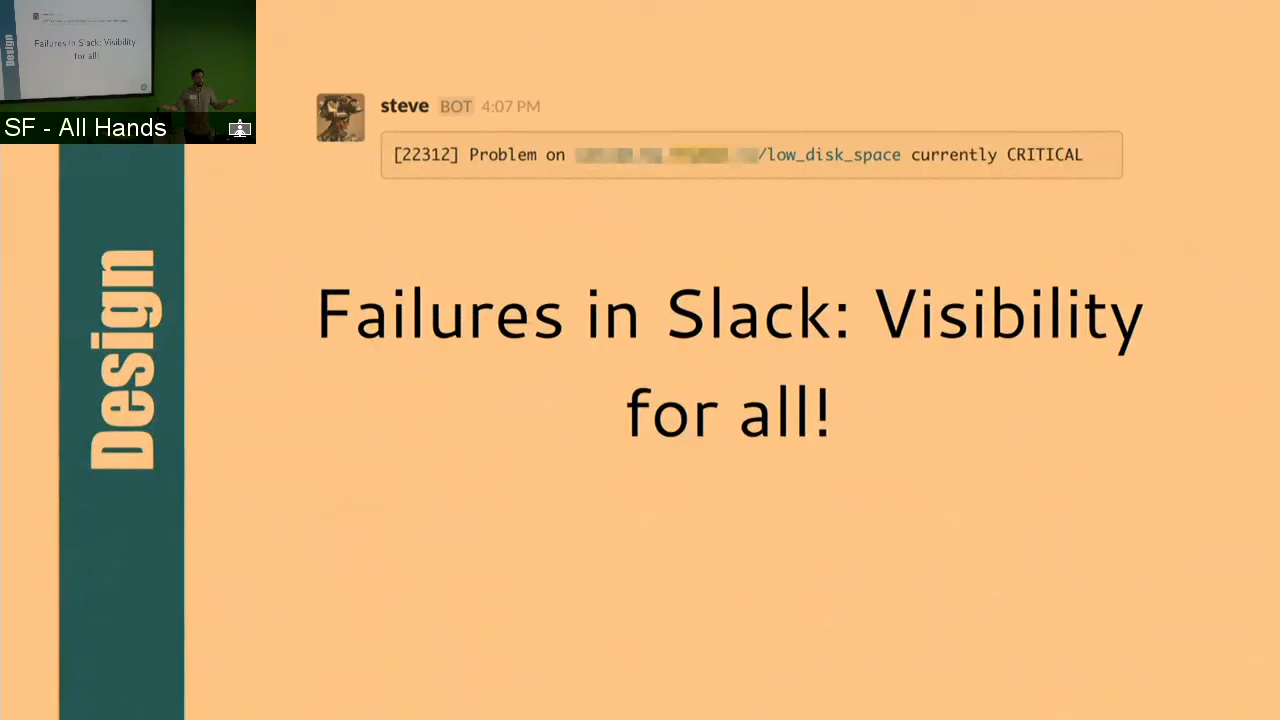 Design
Failures in Slack: Visibility
for all!
SF - All Hands
steve BOT 4:07 PM
[22312] Problem on /low_disk_space currently CRITICAL
Failures in Slack: Visibility
for all!
Design